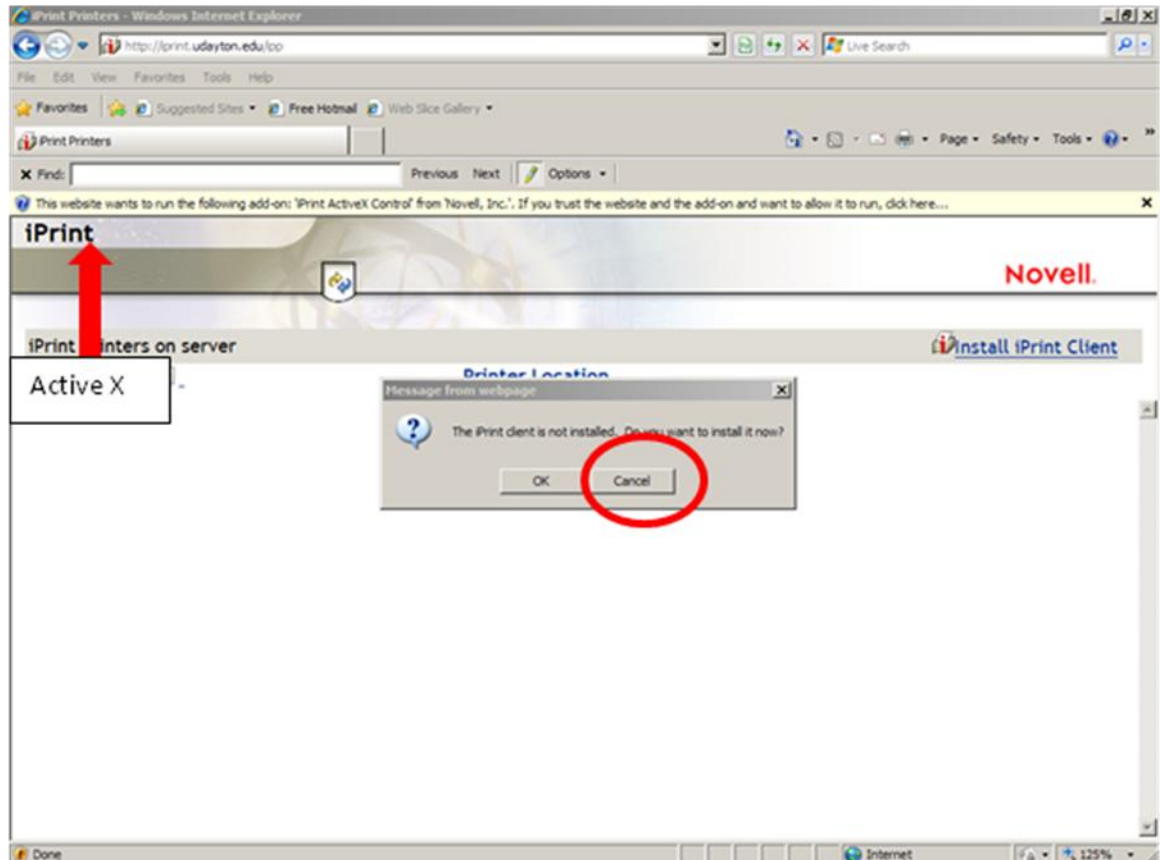 iPrint Printers - Windows Internet Explorer
http://iprint.udayton.edu/ipp
Live Search
File Edit View Favorites Tools Help
Favorites Suggested Sites Free Hotmail Web Slice Gallery
iPrint Printers
Page Safety Tools
Find: Previous Next Options
This website wants to run the following add-on: 'iPrint ActiveX Control' from 'Novell, Inc.'. If you trust the website and the add-on and want to allow it to run, click here...
iPrint
Novell.
iPrint inters on server
Install iPrint Client
Active X
Printer Location
Message from webpage
The iPrint client is not installed. Do you want to install it now?
OK Cancel
Done Internet 125%